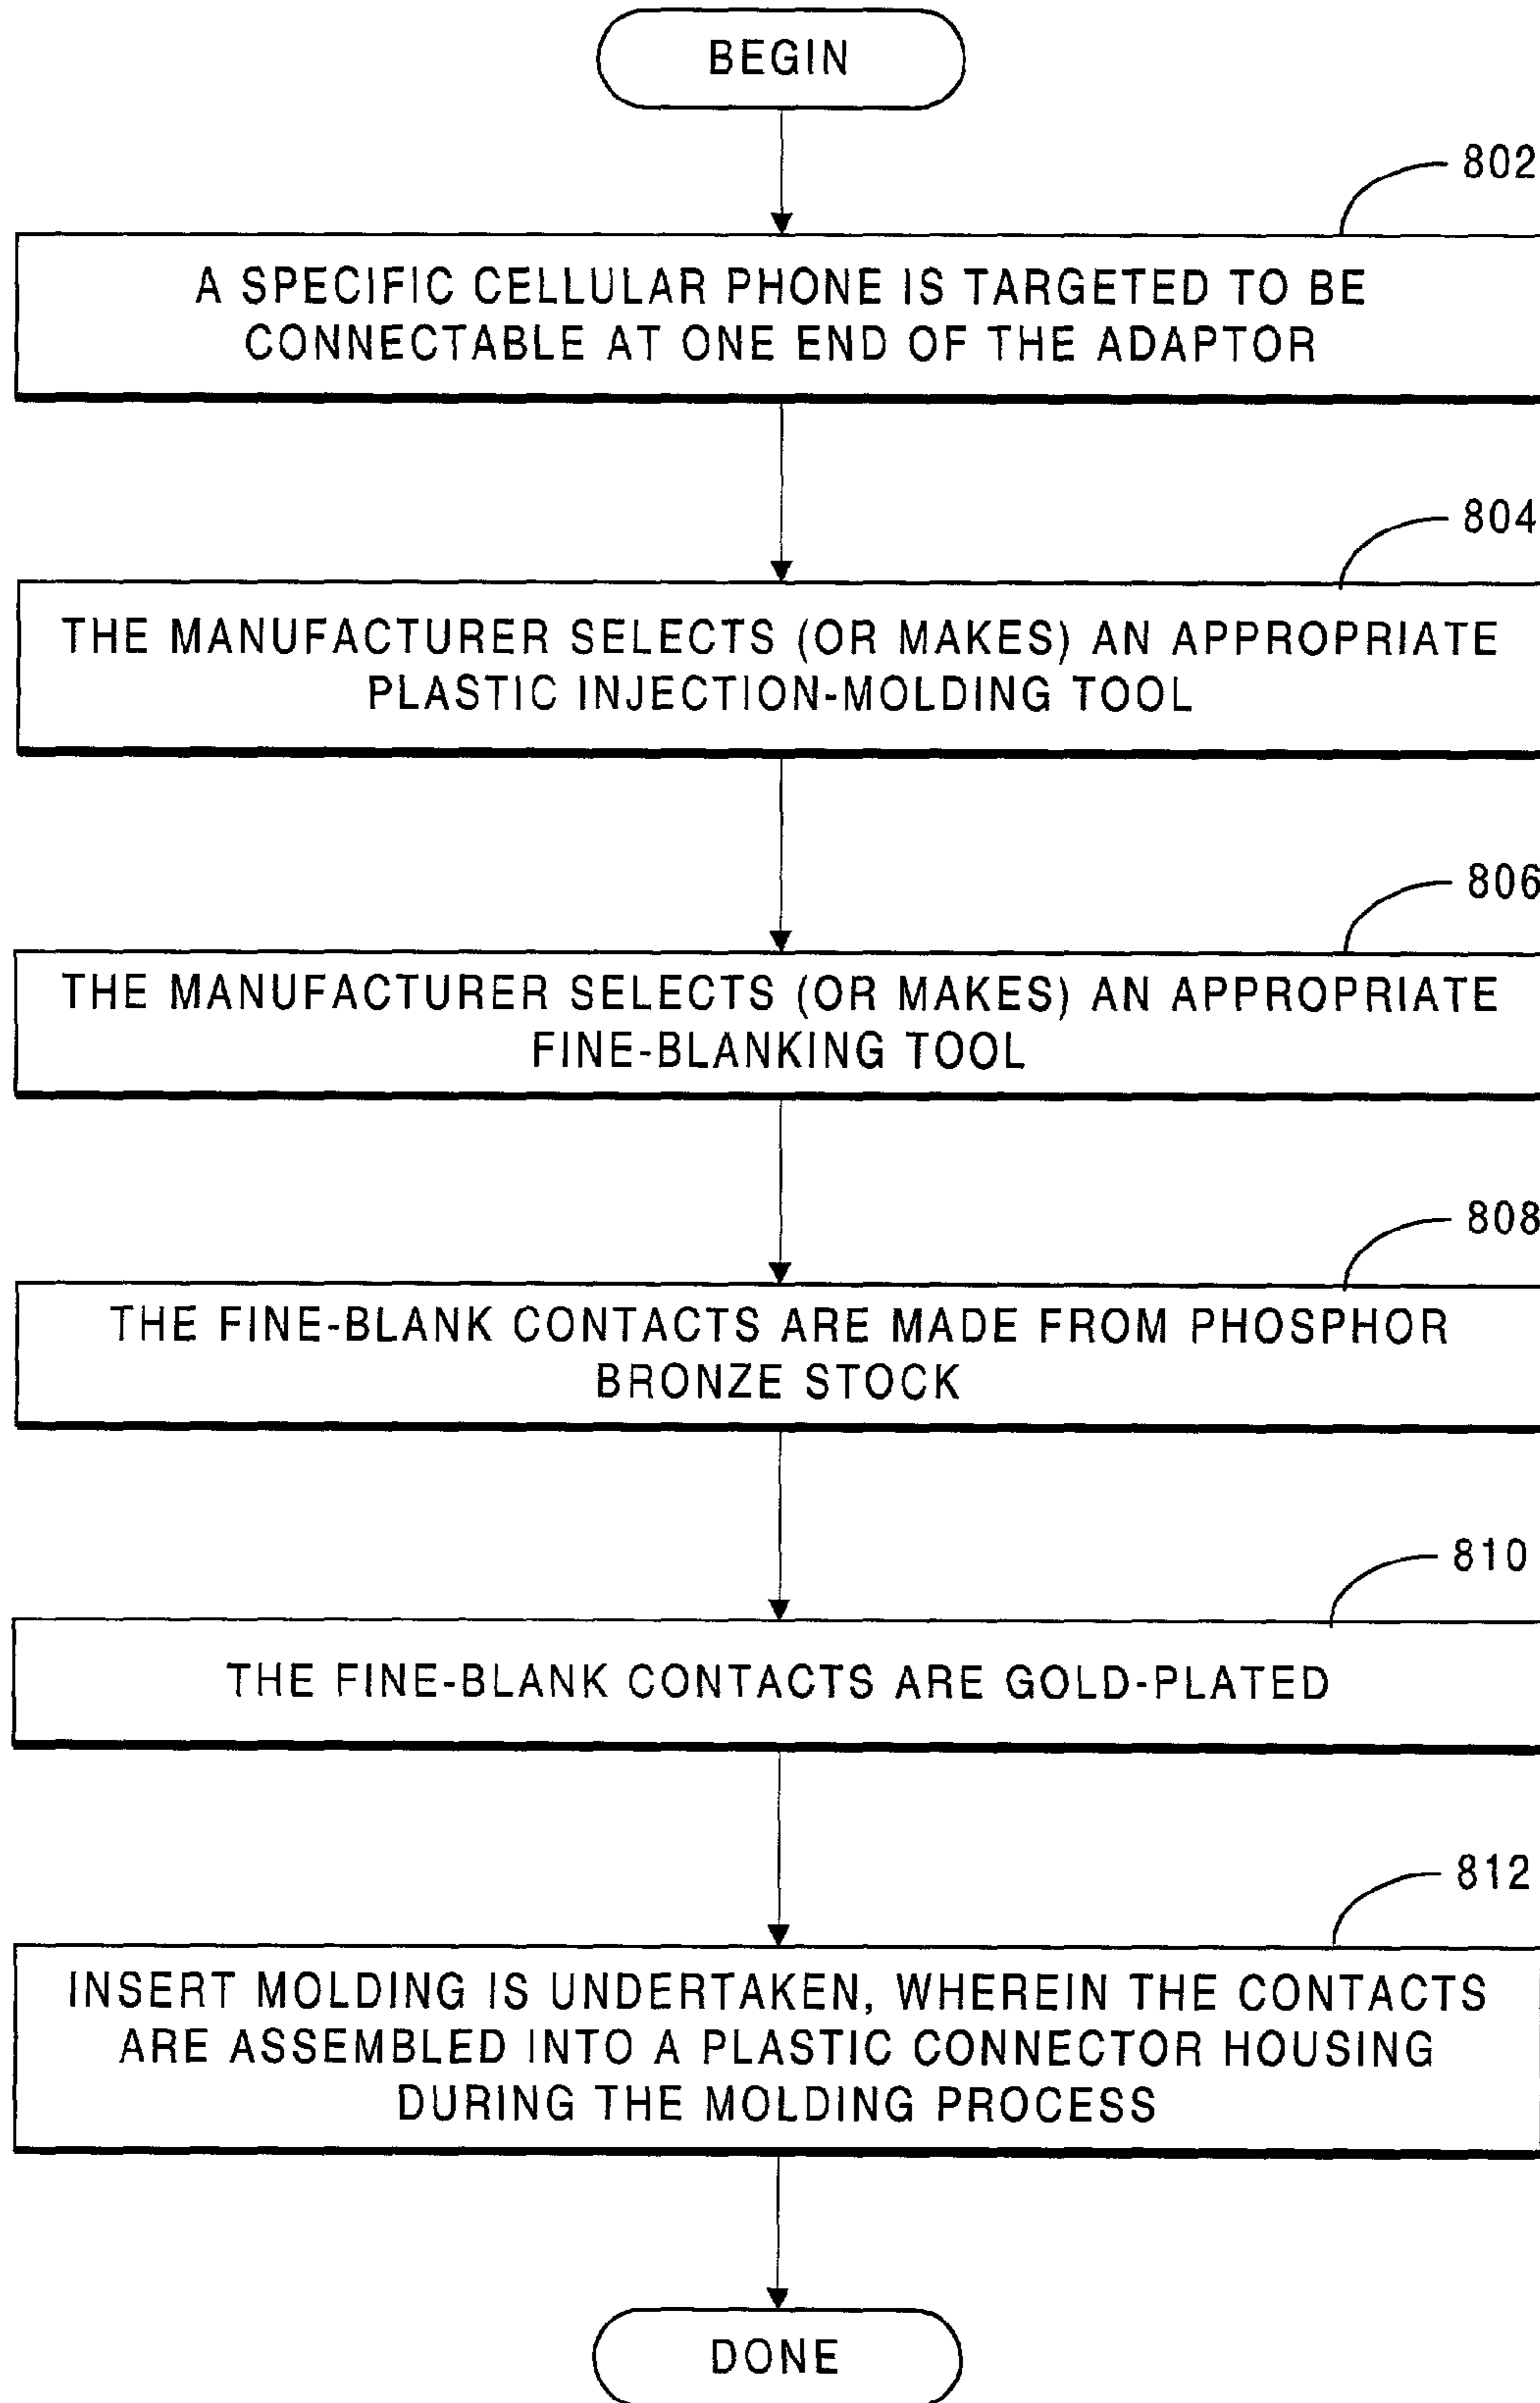 BEGIN
802
A SPECIFIC CELLULAR PHONE IS TARGETED TO BE
CONNECTABLE AT ONE END OF THE ADAPTOR
804
THE MANUFACTURER SELECTS (OR MAKES) AN APPROPRIATE
PLASTIC INJECTION-MOLDING TOOL
806
THE MANUFACTURER SELECTS (OR MAKES) AN APPROPRIATE
FINE-BLANKING TOOL
808
THE FINE-BLANK CONTACTS ARE MADE FROM PHOSPHOR
BRONZE STOCK
810
THE FINE-BLANK CONTACTS ARE GOLD-PLATED
812
INSERT MOLDING IS UNDERTAKEN, WHEREIN THE CONTACTS
ARE ASSEMBLED INTO A PLASTIC CONNECTOR HOUSING
DURING THE MOLDING PROCESS
DONE